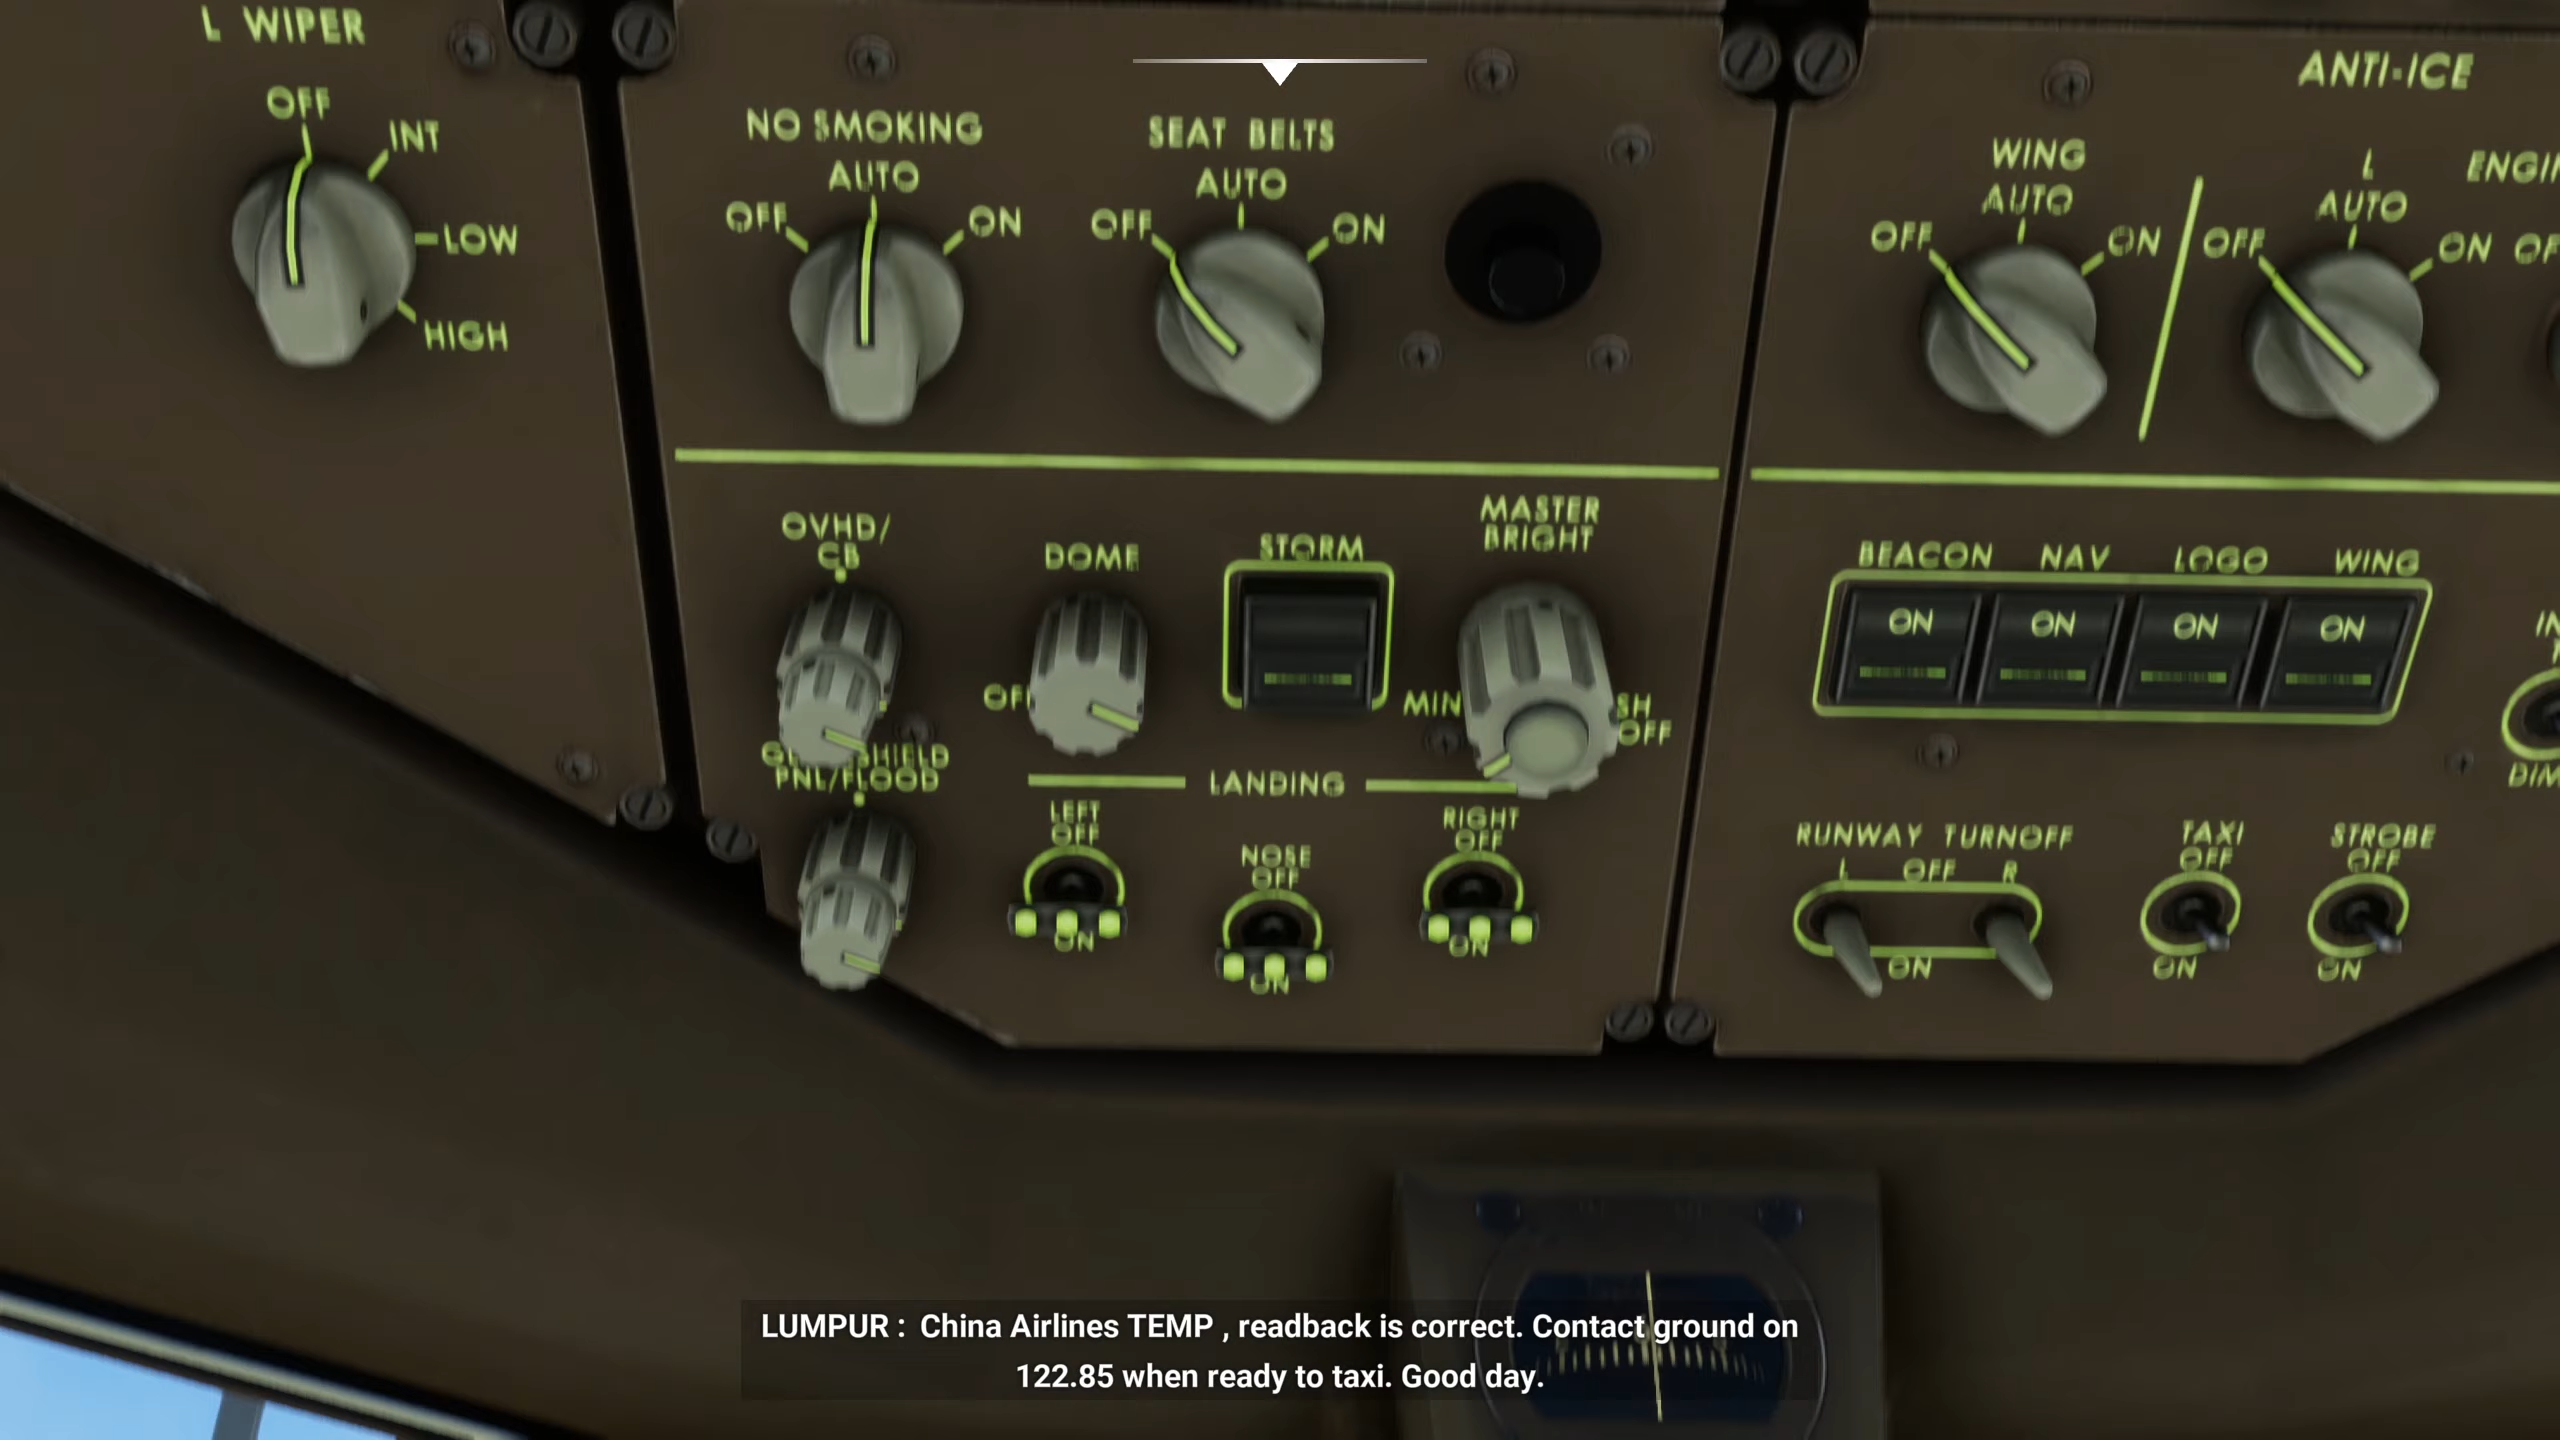 L WIPER
OFF
INT
LOW
HIGH
NO SMOKING
AUTO
OFF
ON
SEAT BELTS
AUTO
OFF
ON
ANTI-ICE
WING
AUTO
OFF
ON
L
AUTO
OFF
ON
OVHD/
CB
DOME
STORM
MASTER
BRIGHT
MIN
OFF
PNL/FLOOD
LANDING
LEFT
OFF
ON
NOSE
OFF
ON
RIGHT
OFF
ON
BEACON NAV LOGO WING
ON ON ON ON
RUNWAY TURNOFF
L OFF R
ON
TAXI
OFF
ON
STROBE
OFF
ON
LUMPUR : China Airlines TEMP , readback is correct. Contact ground on
122.85 when ready to taxi. Good day.